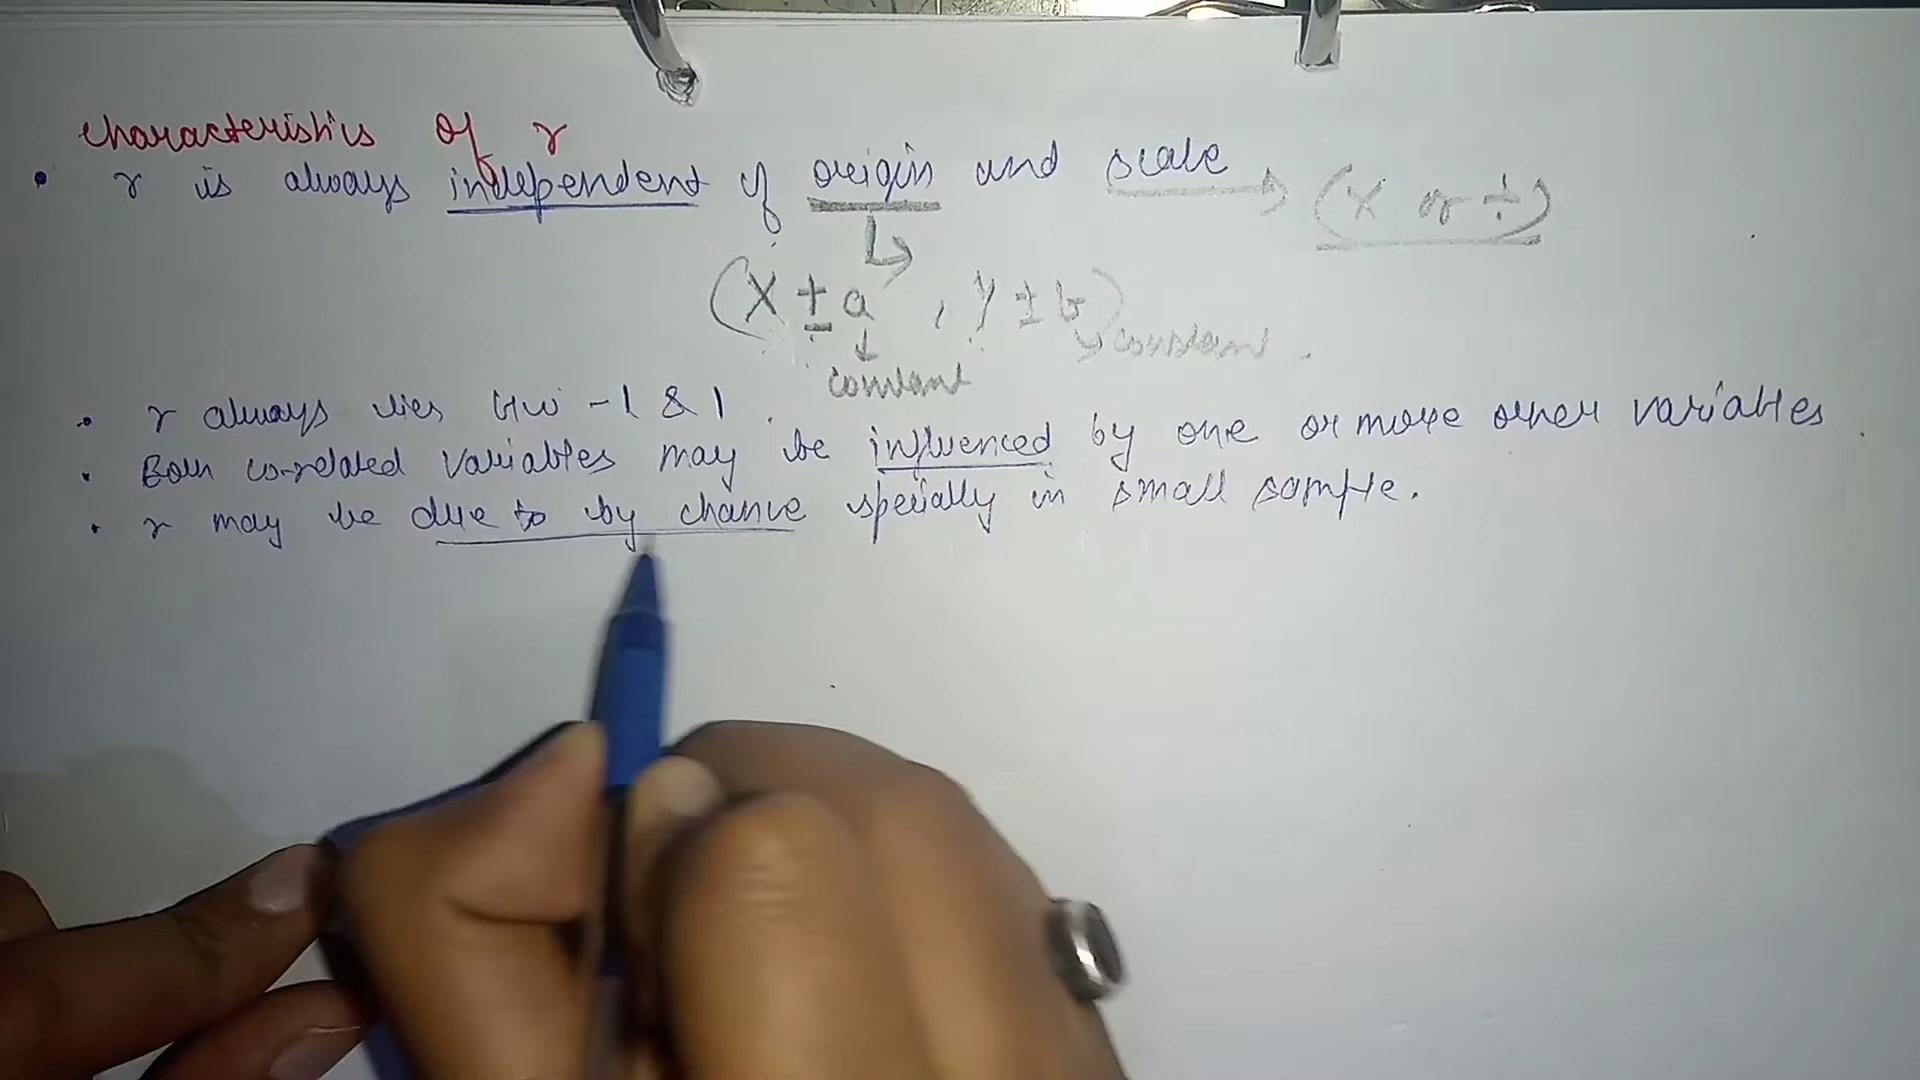 characteristics of r
• r is always independent of origin and scale → (× or ÷)
(X ± a , y ± b)
constant .
constant
• r always lies b/w -1 & 1 .
• Both co-related variables may be influenced by one or more other variables .
• r may be due to by chance specially in small sample.